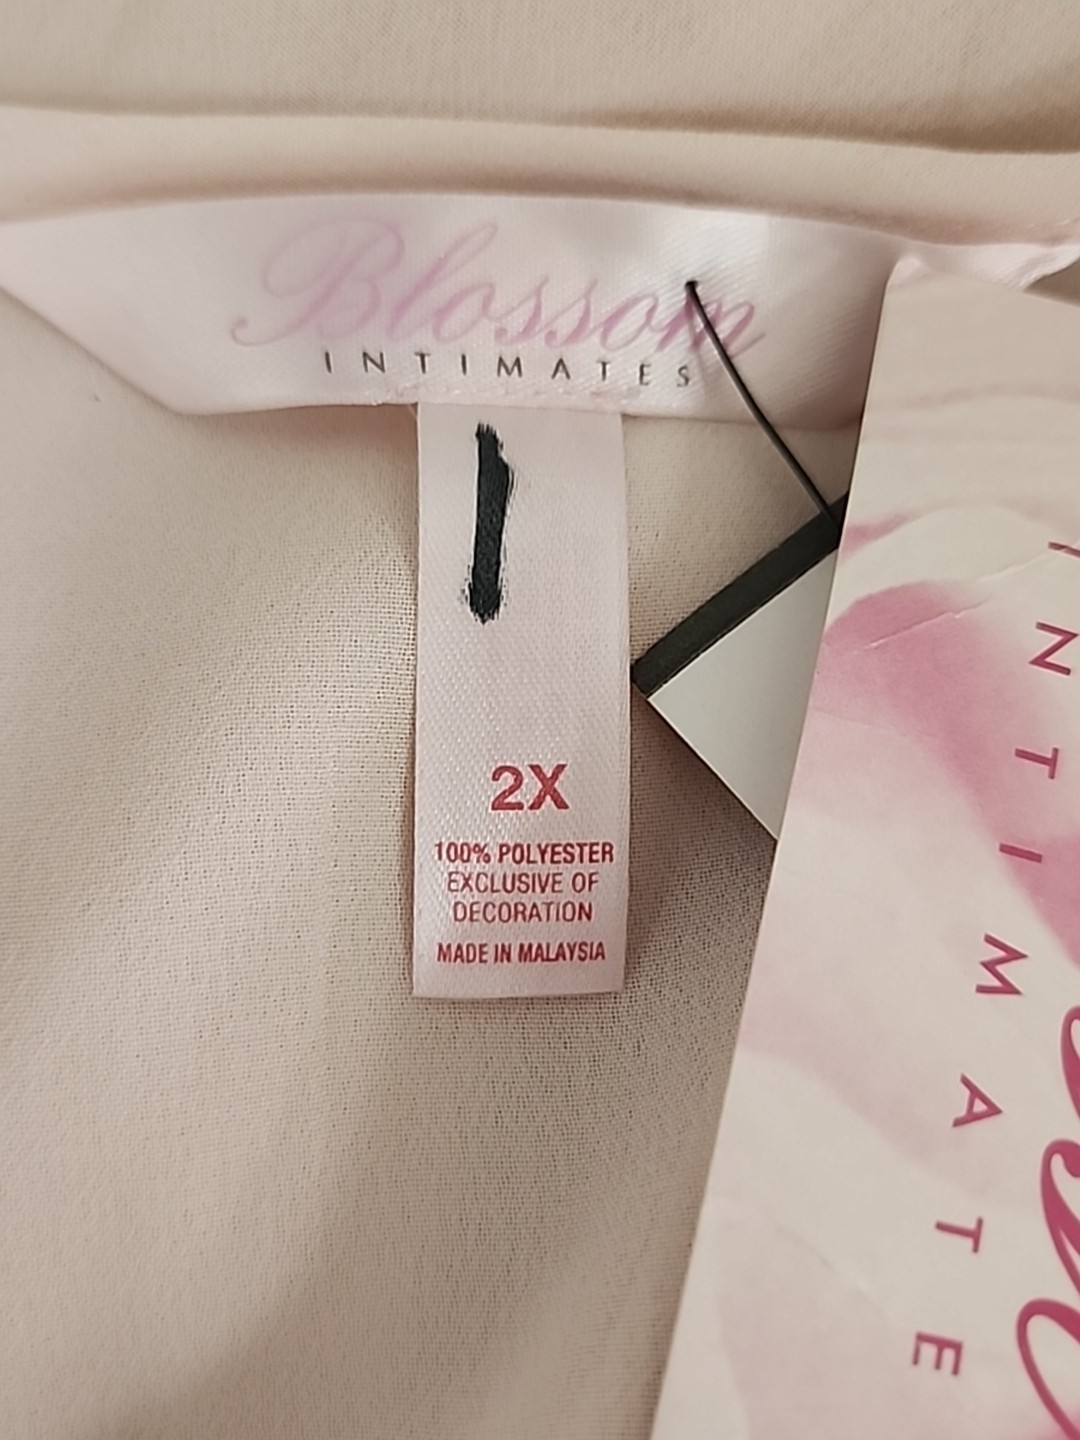 Blossom
INTIMATES
2X
100% POLYESTER
EXCLUSIVE OF
DECORATION
MADE IN MALAYSIA
INTIMATE